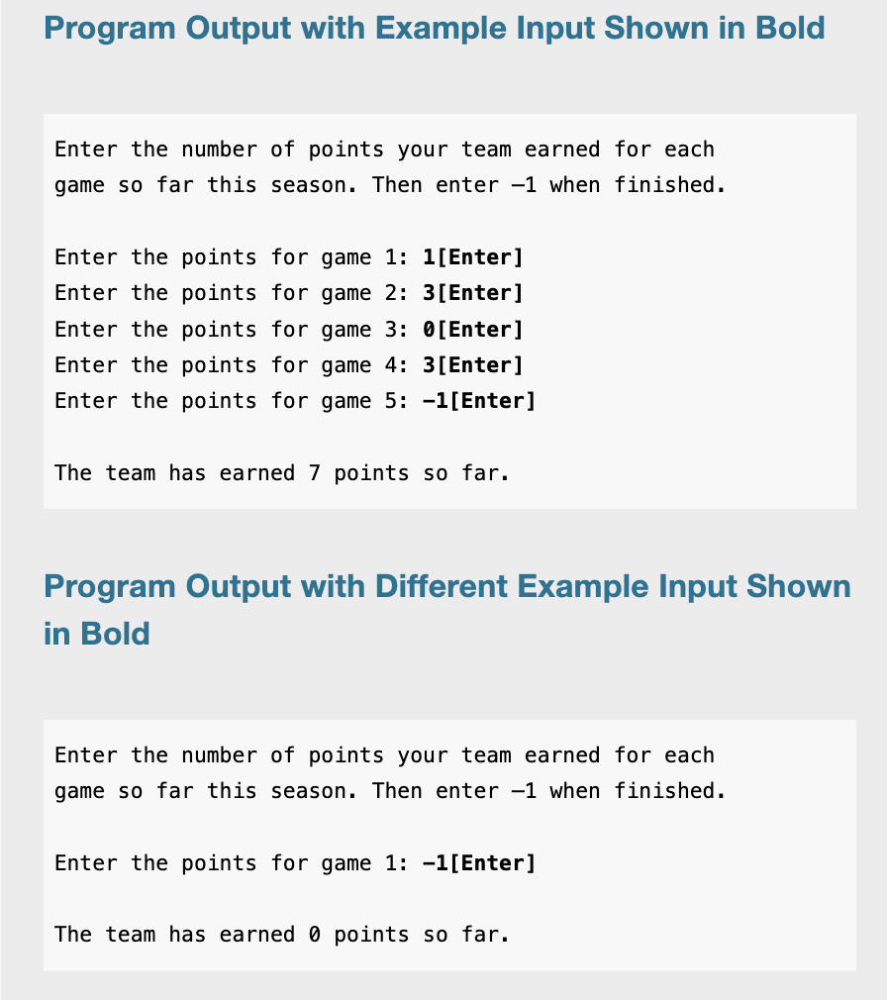 Program Output with Example Input Shown in Bold
Enter the number of points your team earned for each
game so far this season. Then enter –1 when finished.
Enter the points for game 1: 1[Enter]
Enter the points for game 2: 3[Enter]
Enter the points for game 3: 0[Enter]
Enter the points for game 4: 3[Enter]
Enter the points for game 5: –1[Enter]
The team has earned 7 points so far.
Program Output with Different Example Input Shown
in Bold
Enter the number of points your team earned for each
game so far this season. Then enter –1 when finished.
Enter the points for game 1: –1[Enter]
The team has earned 0 points so far.